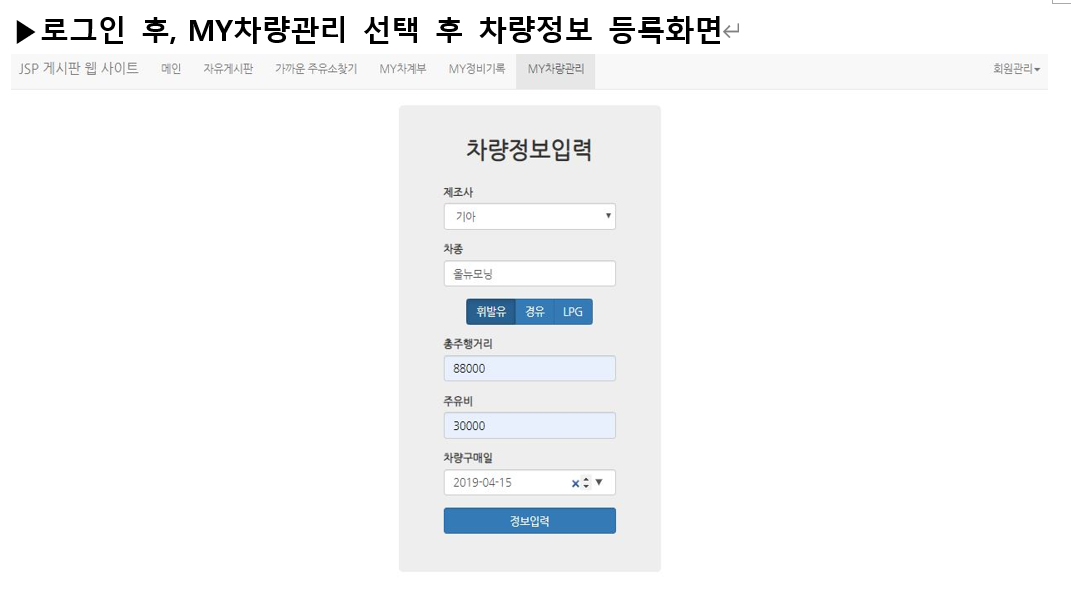 ▶로그인 후, MY차량관리 선택 후 차량정보 등록화면↵
JSP 게시판 웹 사이트 메인 자유게시판 가까운 주유소찾기 MY차계부 MY정비기록 MY차량관리 회원관리
차량정보입력
제조사
기아
차종
올뉴모닝
휘발유 경유 LPG
총주행거리
88000
주유비
30000
차량구매일
2019-04-15
정보입력